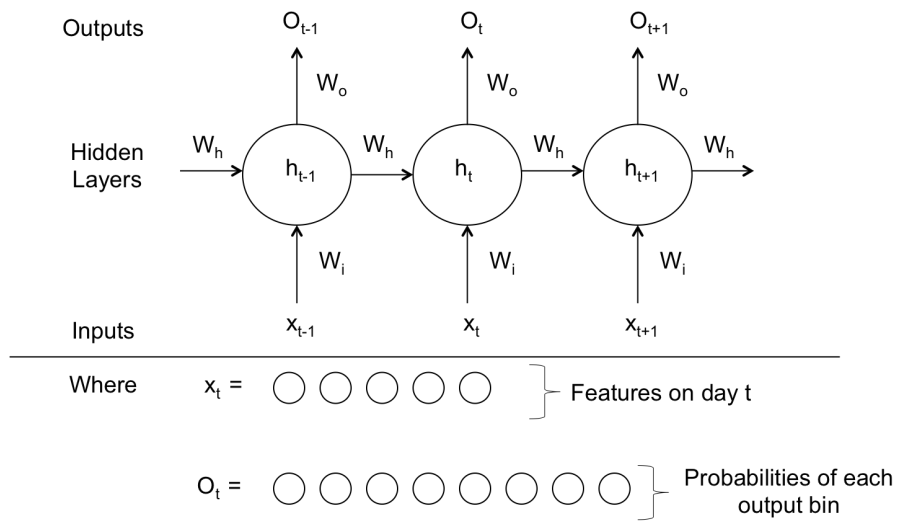 Outputs O_{t-1} O_t O_{t+1}
W_o W_o W_o
Hidden Layers W_h h_{t-1} W_h h_t W_h h_{t+1} W_h
W_i W_i W_i
Inputs x_{t-1} x_t x_{t+1}
Where x_t = Features on day t
O_t = Probabilities of each
output bin